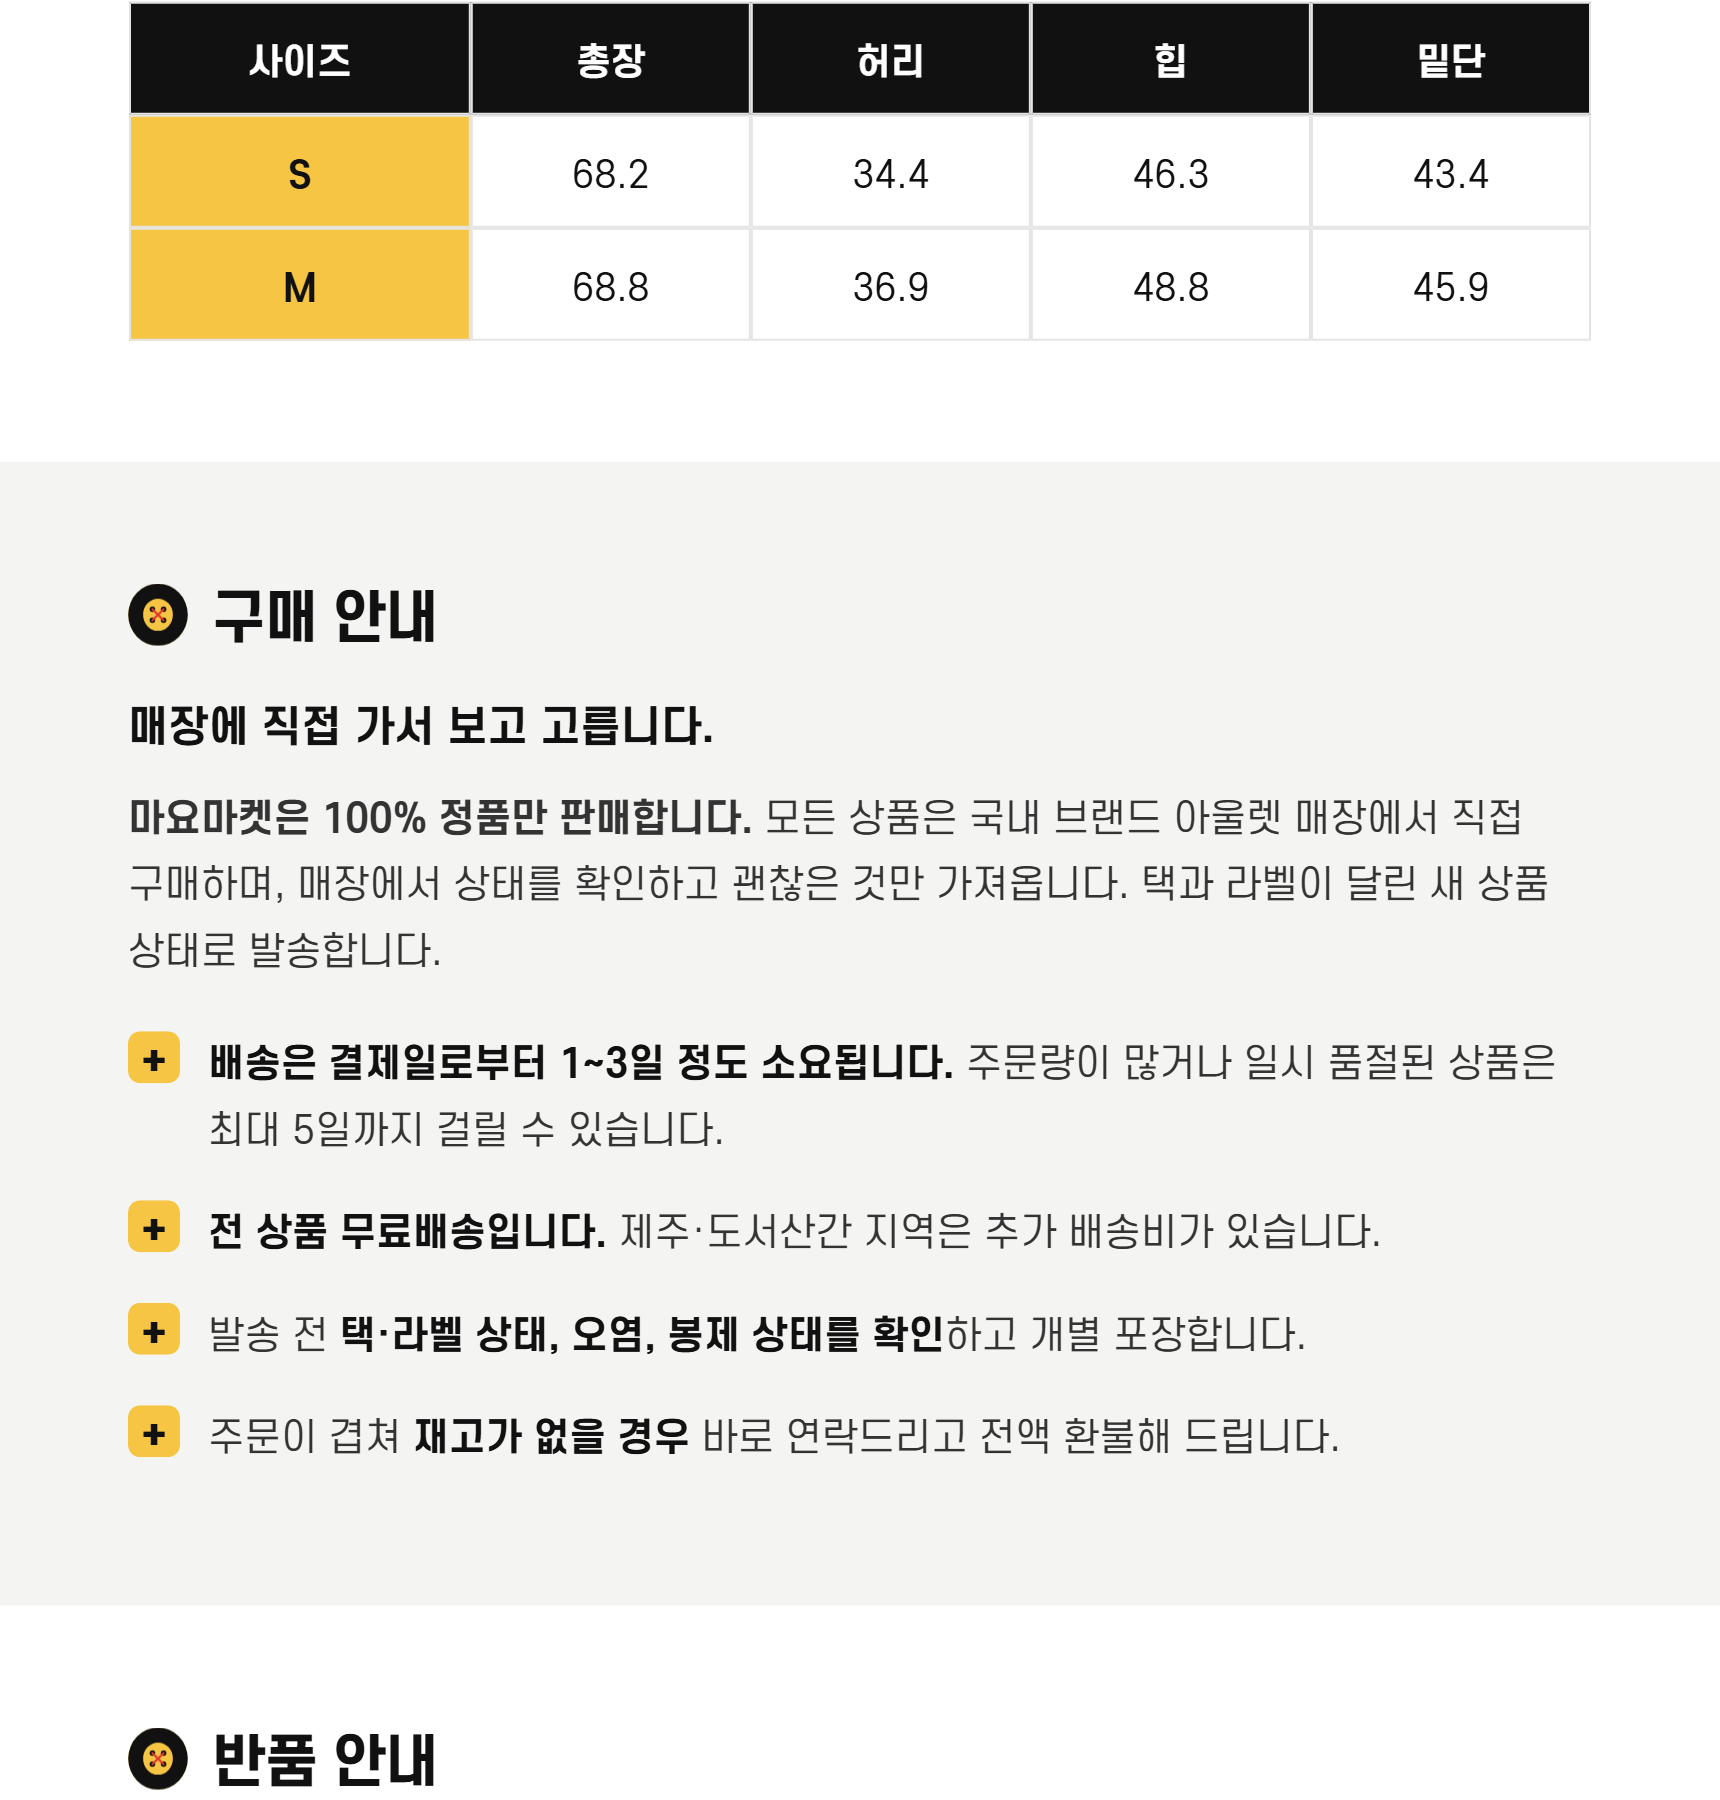 사이즈 총장 허리 힙 밑단
S 68.2 34.4 46.3 43.4
M 68.8 36.9 48.8 45.9
구매 안내
매장에 직접 가서 보고 고릅니다.
마요마켓은 100% 정품만 판매합니다. 모든 상품은 국내 브랜드 아울렛 매장에서 직접
구매하며, 매장에서 상태를 확인하고 괜찮은 것만 가져옵니다. 택과 라벨이 달린 새 상품
상태로 발송합니다.
+ 배송은 결제일로부터 1~3일 정도 소요됩니다. 주문량이 많거나 일시 품절된 상품은
최대 5일까지 걸릴 수 있습니다.
+ 전 상품 무료배송입니다. 제주·도서산간 지역은 추가 배송비가 있습니다.
+ 발송 전 택·라벨 상태, 오염, 봉제 상태를 확인하고 개별 포장합니다.
+ 주문이 겹쳐 재고가 없을 경우 바로 연락드리고 전액 환불해 드립니다.
반품 안내